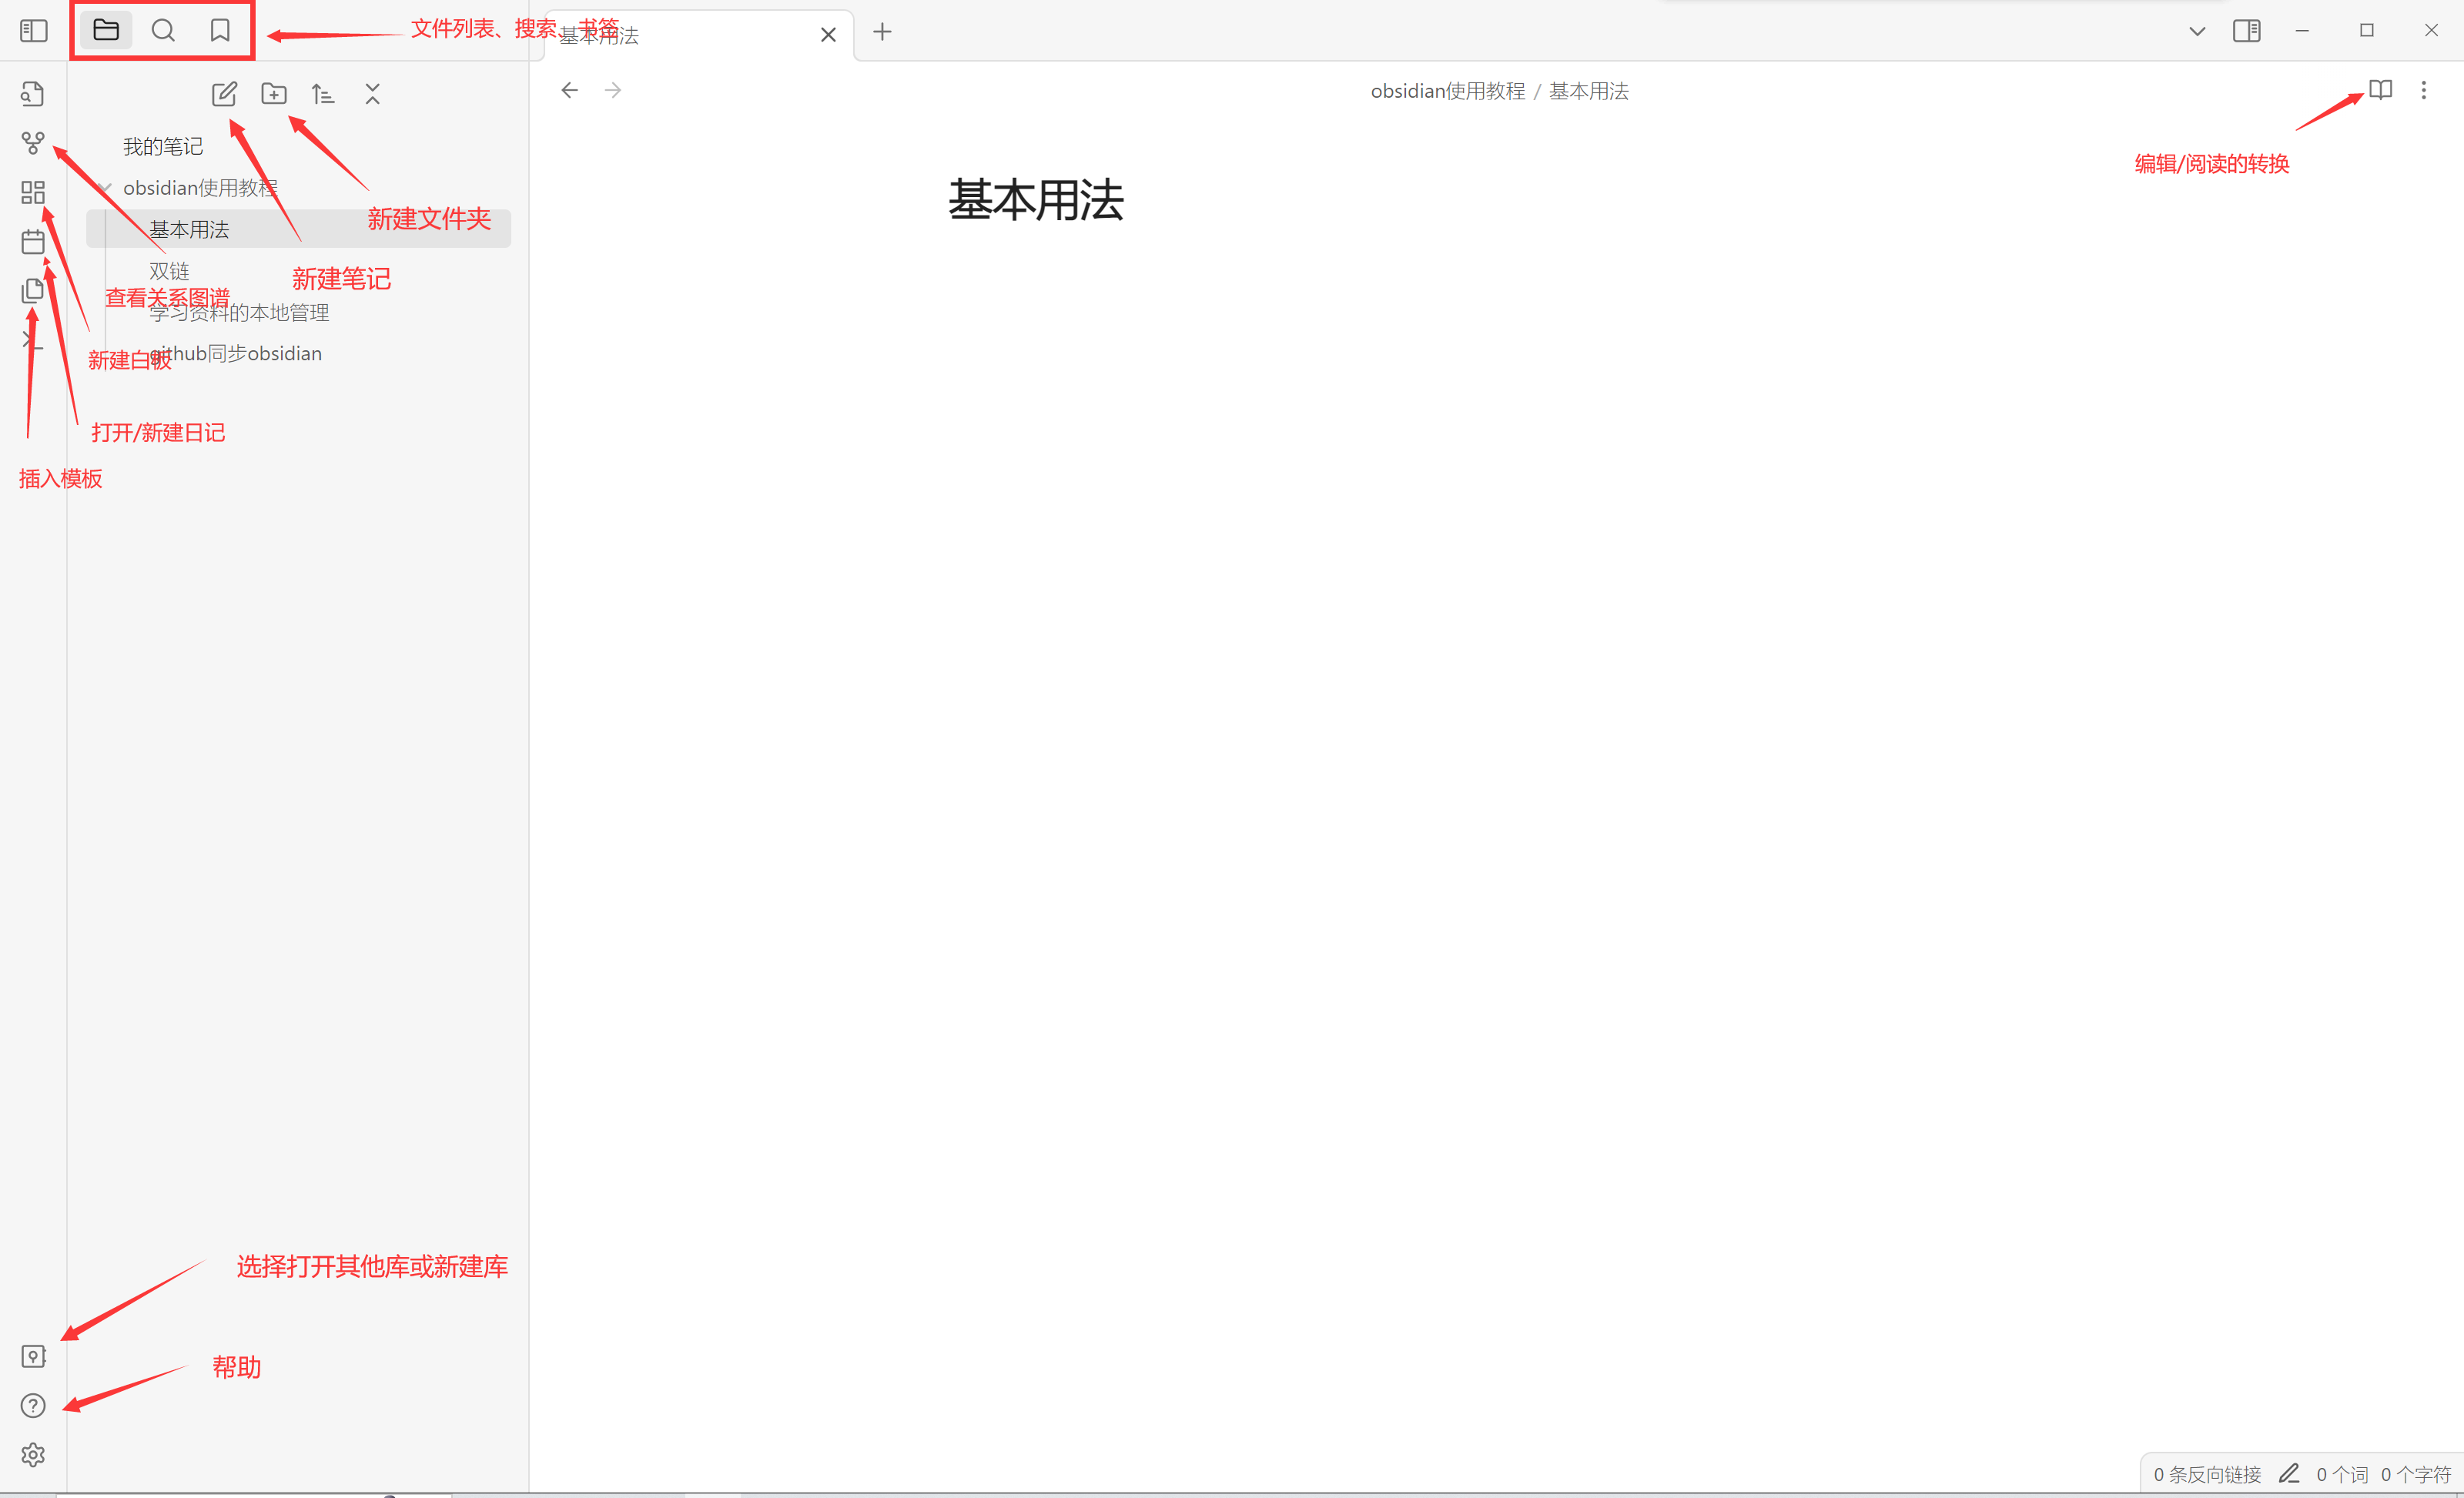 文件列表、搜索、书签
基本用法
obsidian使用教程 / 基本用法
编辑/阅读的转换
我的笔记
obsidian使用教程
基本用法
基本用法
新建文件夹
双链
新建笔记
查看关系图谱
学习资料的本地管理
github同步obsidian
新建白板
打开/新建日记
插入模板
选择打开其他库或新建库
帮助
0 条反向链接 0 个词 0 个字符